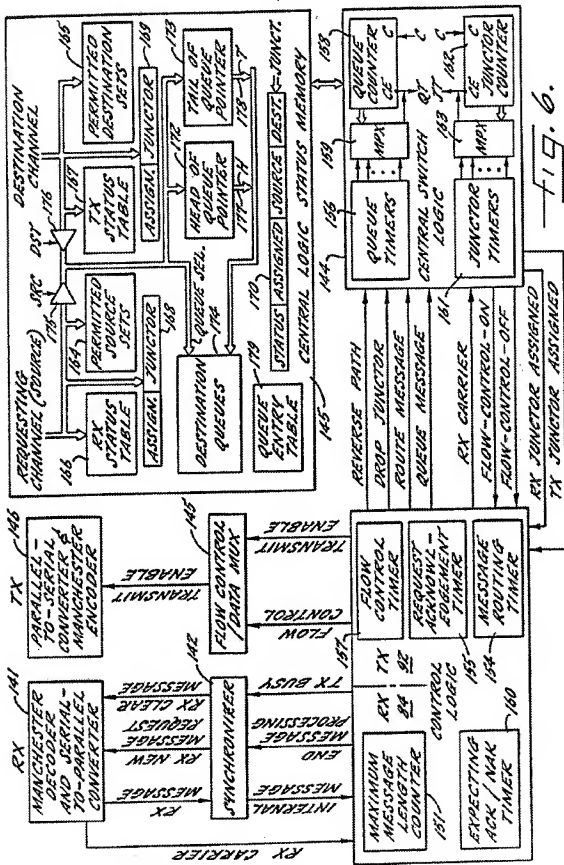 RX
141
MANCHESTER
DECODER
AND SERIAL-
TO-PARALLEL
CONVERTER
TX
146
PARALLEL-
TO-SERIAL
CONVERTER &
MANCHESTER
ENCODER
RX CARRIER
RX
MESSAGE
RX NEW
MESSAGE
REQUEST
RX CLEAR
MESSAGE
TRANSMIT
ENABLE
SYNCHRONIZER
142
FLOW CONTROL
/DATA MUX
145
INTERNAL
MESSAGE
END
MESSAGE
PROCESSING
TX BUSY
FLOW
CONTROL
TRANSMIT
ENABLE
MAXIMUM
MESSAGE
LENGTH
COUNTER
151
EXPECTING
ACK / NAK
TIMER
160
RX
84
TX
92
CONTROL
LOGIC
FLOW
CONTROL
TIMER
157
REQUEST
ACKNOWL-
EDGEMENT
TIMER
155
MESSAGE
ROUTING
TIMER
154
REVERSE PATH
DROP JUNCTOR
ROUTE MESSAGE
QUEUE MESSAGE
RX CARRIER
FLOW-CONTROL-ON
FLOW-CONTROL-OFF
RX JUNCTOR ASSIGNED
TX JUNCTOR ASSIGNED
REQUESTING
CHANNEL (SOURCE)
SRC
175
DST
176
DESTINATION
CHANNEL
RX
STATUS
TABLE
166
PERMITTED
SOURCE
SETS
164
TX
STATUS
TABLE
167
PERMITTED
DESTINATION
SETS
165
ASSIGN.
JUNCTOR
168
ASSIGN.
JUNCTOR
169
DESTINATION
QUEUES
174
QUEUE SEL.
172
HEAD OF
QUEUE
POINTER
173
TAIL OF
QUEUE
POINTER
177
H
178
T
QUEUE
ENTRY
TABLE
179
170
STATUS
ASSIGNED
SOURCE
DEST.
JUNCT.
CENTRAL LOGIC STATUS MEMORY
144
QUEUE
TIMERS
156
MPX
159
QUEUE
COUNTER
CE
C
QT
C
CENTRAL SWITCH
LOGIC
JUNCTOR
TIMERS
161
MPX
163
JT
C
CE
C
JUNCTOR
COUNTER
162
FIG. 6.